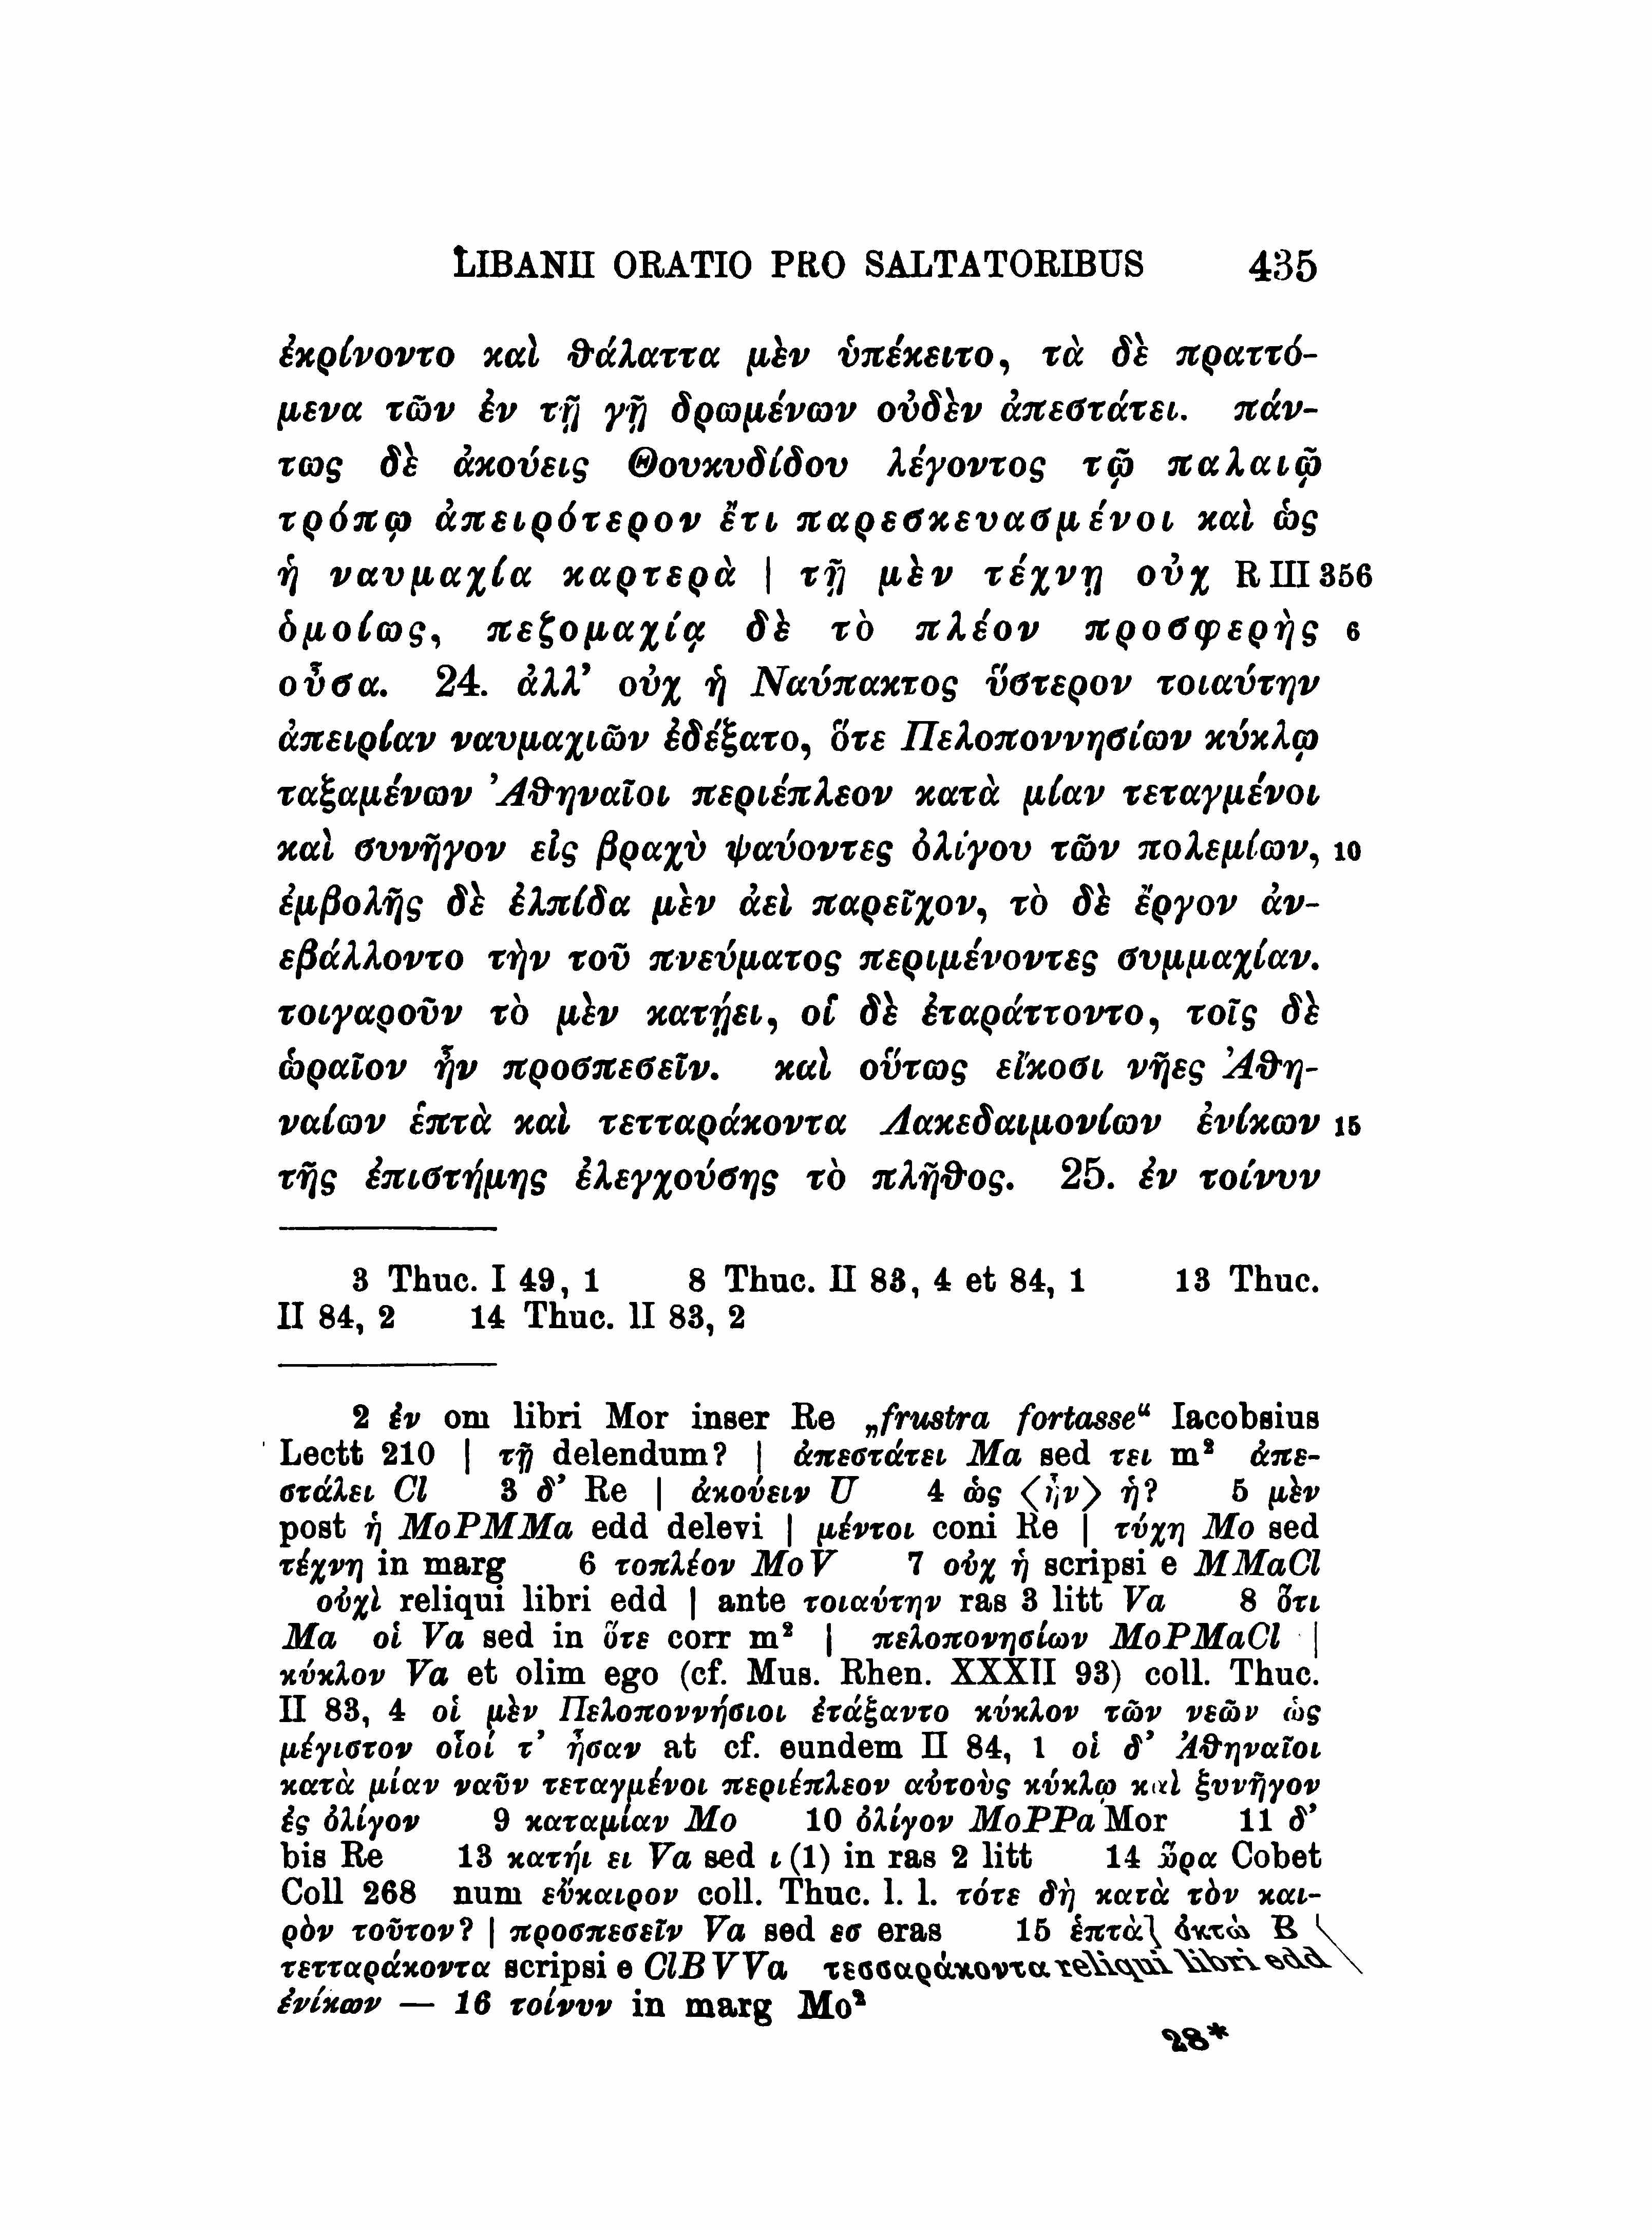 LIBANII ORATIO PRO SALTATORIBUS 435
ἐκρίνοντο καὶ θάλαττα μὲν ὑπέκειτο, τὰ δὲ πραττό-
μενα τῶν ἐν τῇ γῇ δρωμένων οὐδὲν ἀπεστάτει. πάν-
τως δὲ ἀκούεις Θουκυδίδου λέγοντος τῷ παλαιῷ
τρόπῳ ἀπειρότερον ἔτι παρεσκευασμένοι καὶ ὡς
ἡ ναυμαχία καρτερὰ | τῇ μὲν τέχνῃ οὐχ R III 356
ὁμοίως, πεζομαχίᾳ δὲ τὸ πλέον προσφερὴς 6
οὖσα. 24. ἀλλ’ οὐχ ἡ Ναύπακτος ὕστερον τοιαύτην
ἀπειρίαν ναυμαχιῶν ἐδέξατο, ὅτε Πελοποννησίων κύκλῳ
ταξαμένων Ἀθηναῖοι περιέπλεον κατὰ μίαν τεταγμένοι
καὶ συνῆγον εἰς βραχὺ ψαύοντες ὀλίγου τῶν πολεμίων, 10
ἐμβολῆς δὲ ἐλπίδα μὲν ἀεὶ παρεῖχον, τὸ δὲ ἔργον ἀν-
εβάλλοντο τὴν τοῦ πνεύματος περιμένοντες συμμαχίαν.
τοιγαροῦν τὸ μὲν κατῄει, οἵ δὲ ἐταράττοντο, τοῖς δὲ
ὡραῖον ἦν προσπεσεῖν. καὶ οὕτως εἴκοσι νῆες Ἀθη-
ναίων ἑπτὰ καὶ τετταράκοντα Λακεδαιμονίων ἐνίκων 15
τῆς ἐπιστήμης ἐλεγχούσης τὸ πλῆθος. 25. ἐν τοίνυν
3 Thuc. I 49, 1 8 Thuc. II 83, 4 et 84, 1 13 Thuc.
II 84, 2 14 Thuc. II 83, 2
2 ἐν om libri Mor inser Re „frustra fortasse“ Iacobsius
Lectt 210 | τῇ delendum? | ἀπεστάτει Ma sed τει m² ἀπε-
στάλει Cl 3 δ’ Re | ἀκούειν U 4 ὡς ⟨ἦν⟩ ἡ? 5 μὲν
post ἡ MoPMMa edd delevi | μέντοι coni Re | τύχη Mo sed
τέχνη in marg 6 τοπλέον MoV 7 οὐχ ἡ scripsi e MMaCl
οὐχὶ reliqui libri edd | ante τοιαύτην ras 3 litt Va 8 ὅτι
Ma οἱ Va sed in ὅτε corr m² | πελοπονησίων MoPMaCl |
κύκλον Va et olim ego (cf. Mus. Rhen. XXXII 93) coll. Thuc.
II 83, 4 οἱ μὲν Πελοποννήσιοι ἐτάξαντο κύκλον τῶν νεῶν ὡς
μέγιστον οἷοί τ’ ἦσαν at cf. eundem II 84, 1 οἱ δ’ Ἀθηναῖοι
κατὰ μίαν ναῦν τεταγμένοι περιέπλεον αὐτοὺς κύκλῳ καὶ ξυνῆγον
ἐς ὀλίγον 9 καταμίαν Mo 10 ὀλίγον MoPPa Mor 11 δ’
bis Re 13 κατήι ει Va sed ι (1) in ras 2 litt 14 ὥρα Cobet
Coll 268 num εὔκαιρον coll. Thuc. l. l. τότε δὴ κατὰ τὸν και-
ρὸν τοῦτον? | προσπεσεῖν Va sed εσ eras 15 ἑπτὰ] ὀκτὼ B |
τετταράκοντα scripsi e ClBVVa τεσσαράκοντα reliqui libri edd
ἐνίκων — 16 τοίνυν in marg Mo²
28*